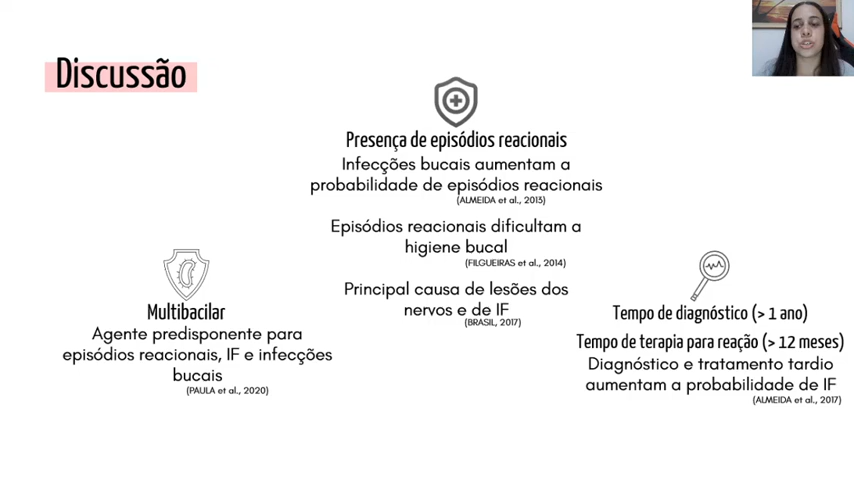 Discussão
Presença de episódios reacionais
Infecções bucais aumentam a
probabilidade de episódios reacionais
(ALMEIDA et al., 2013)
Episódios reacionais dificultam a
higiene bucal
(FILGUEIRAS et al., 2014)
Principal causa de lesões dos
nervos e de IF
(BRASIL, 2017)
Multibacilar
Agente predisponente para
episódios reacionais, IF e infecções
bucais
(PAULA et al., 2020)
Tempo de diagnóstico (> 1 ano)
Tempo de terapia para reação (> 12 meses)
Diagnóstico e tratamento tardio
aumentam a probabilidade de IF
(ALMEIDA et al., 2017)